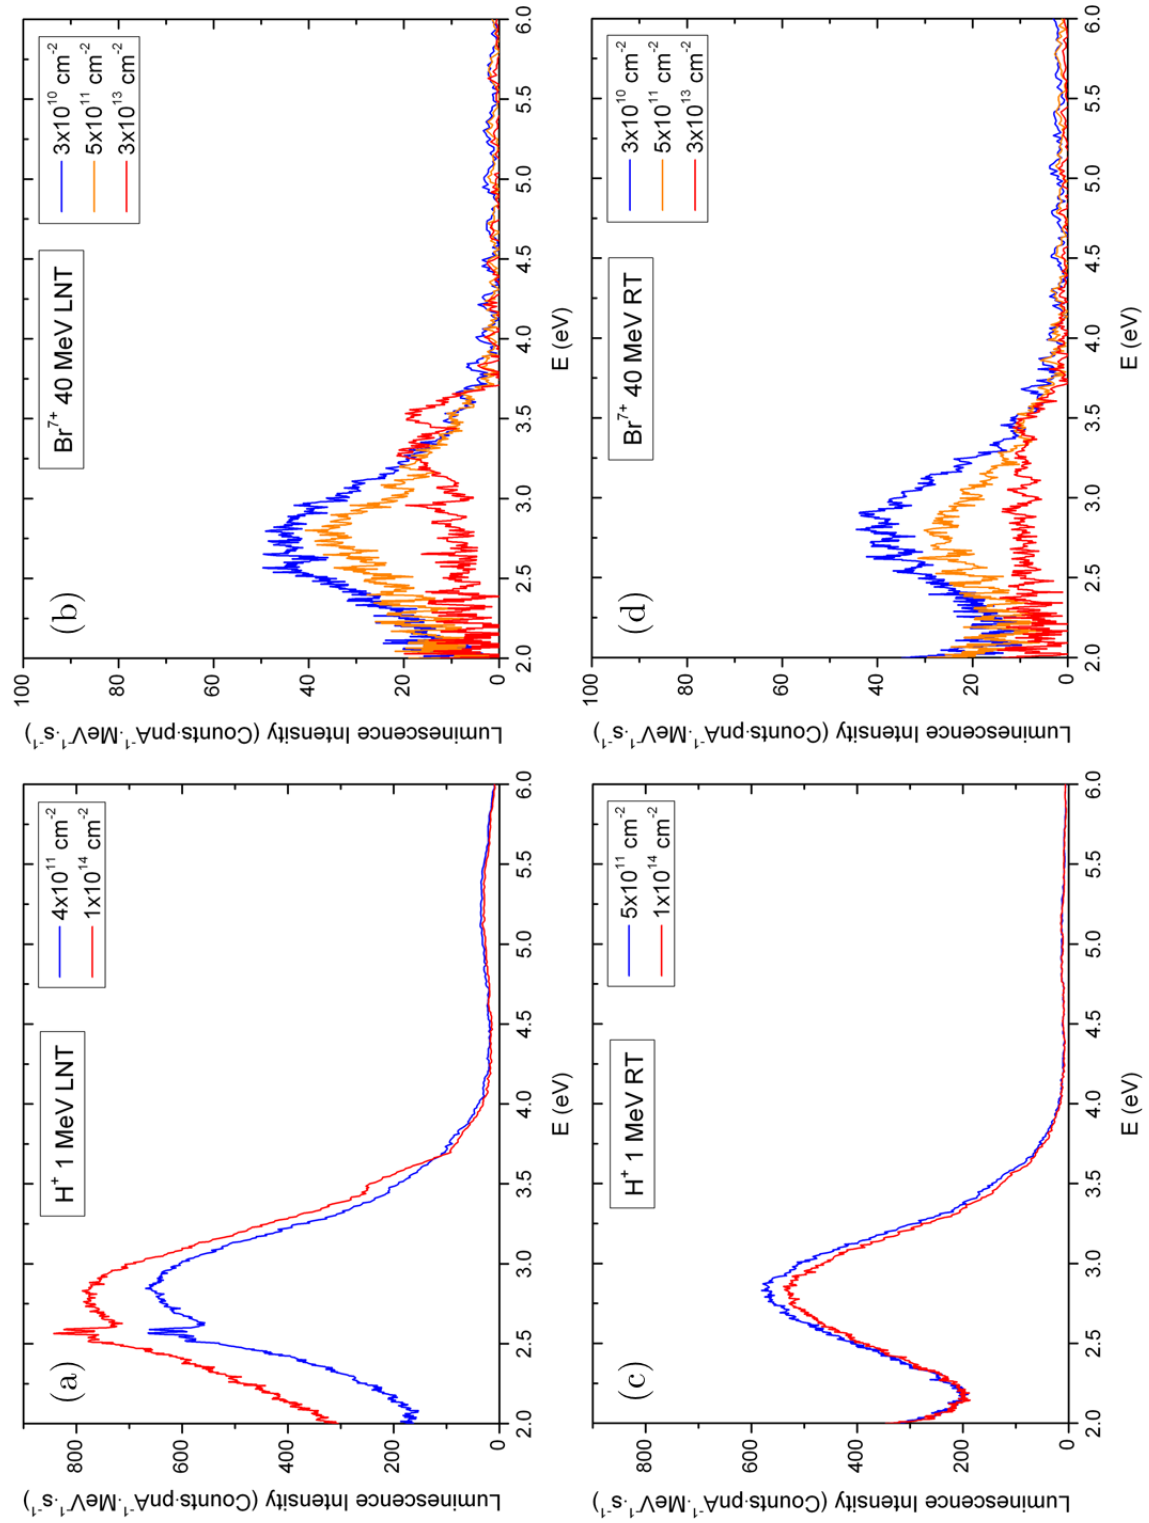 (a)
H⁺ 1 MeV LNT
4x10¹¹ cm⁻²
1x10¹⁴ cm⁻²
Luminescence Intensity (Counts·pnA⁻¹·MeV⁻¹·s⁻¹)
800
600
400
200
0
2.0 2.5 3.0 3.5 4.0 4.5 5.0 5.5 6.0
E (eV)
(b)
Br⁷⁺ 40 MeV LNT
3x10¹⁰ cm⁻²
5x10¹¹ cm⁻²
3x10¹³ cm⁻²
Luminescence Intensity (Counts·pnA⁻¹·MeV⁻¹·s⁻¹)
100
80
60
40
20
0
2.0 2.5 3.0 3.5 4.0 4.5 5.0 5.5 6.0
E (eV)
(c)
H⁺ 1 MeV RT
5x10¹¹ cm⁻²
1x10¹⁴ cm⁻²
Luminescence Intensity (Counts·pnA⁻¹·MeV⁻¹·s⁻¹)
800
600
400
200
0
2.0 2.5 3.0 3.5 4.0 4.5 5.0 5.5 6.0
E (eV)
(d)
Br⁷⁺ 40 MeV RT
3x10¹⁰ cm⁻²
5x10¹¹ cm⁻²
3x10¹³ cm⁻²
Luminescence Intensity (Counts·pnA⁻¹·MeV⁻¹·s⁻¹)
100
80
60
40
20
0
2.0 2.5 3.0 3.5 4.0 4.5 5.0 5.5 6.0
E (eV)